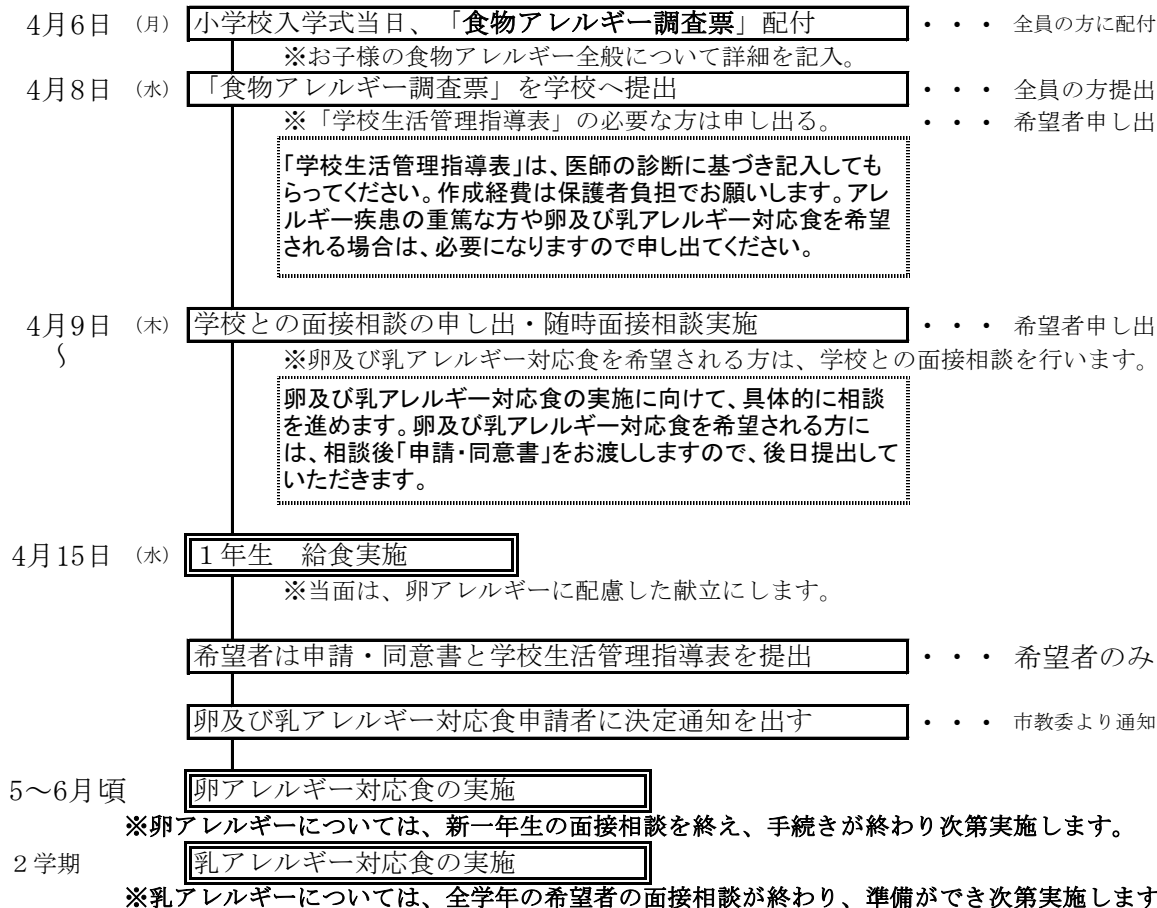 4月6日 （月） 小学校入学式当日、「食物アレルギー調査票」配付 ・・・ 全員の方に配付
※お子様の食物アレルギー全般について詳細を記入。
4月8日 （水） 「食物アレルギー調査票」を学校へ提出 ・・・ 全員の方提出
※「学校生活管理指導表」の必要な方は申し出る。 ・・・ 希望者申し出
「学校生活管理指導表」は、医師の診断に基づき記入しても
らってください。作成経費は保護者負担でお願いします。アレ
ルギー疾患の重篤な方や卵及び乳アレルギー対応食を希望
される場合は、必要になりますので申し出てください。
4月9日 （木） 学校との面接相談の申し出・随時面接相談実施 ・・・ 希望者申し出
～ ※卵及び乳アレルギー対応食を希望される方は、学校との面接相談を行います。
卵及び乳アレルギー対応食の実施に向けて、具体的に相談
を進めます。卵及び乳アレルギー対応食を希望される方に
は、相談後「申請・同意書」をお渡ししますので、後日提出して
いただきます。
4月15日 （水） １年生　給食実施
※当面は、卵アレルギーに配慮した献立にします。
希望者は申請・同意書と学校生活管理指導表を提出 ・・・ 希望者のみ
卵及び乳アレルギー対応食申請者に決定通知を出す ・・・ 市教委より通知
5～6月頃 卵アレルギー対応食の実施
※卵アレルギーについては、新一年生の面接相談を終え、手続きが終わり次第実施します。
２学期 乳アレルギー対応食の実施
※乳アレルギーについては、全学年の希望者の面接相談が終わり、準備ができ次第実施します